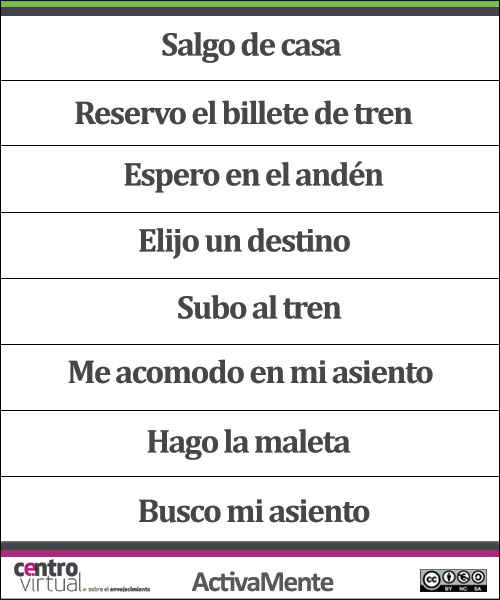 Salgo de casa
Reservo el billete de tren
Espero en el andén
Elijo un destino
Subo al tren
Me acomodo en mi asiento
Hago la maleta
Busco mi asiento
centro
virtual. sobre el envejecimiento
ActivaMente
BY NC SA